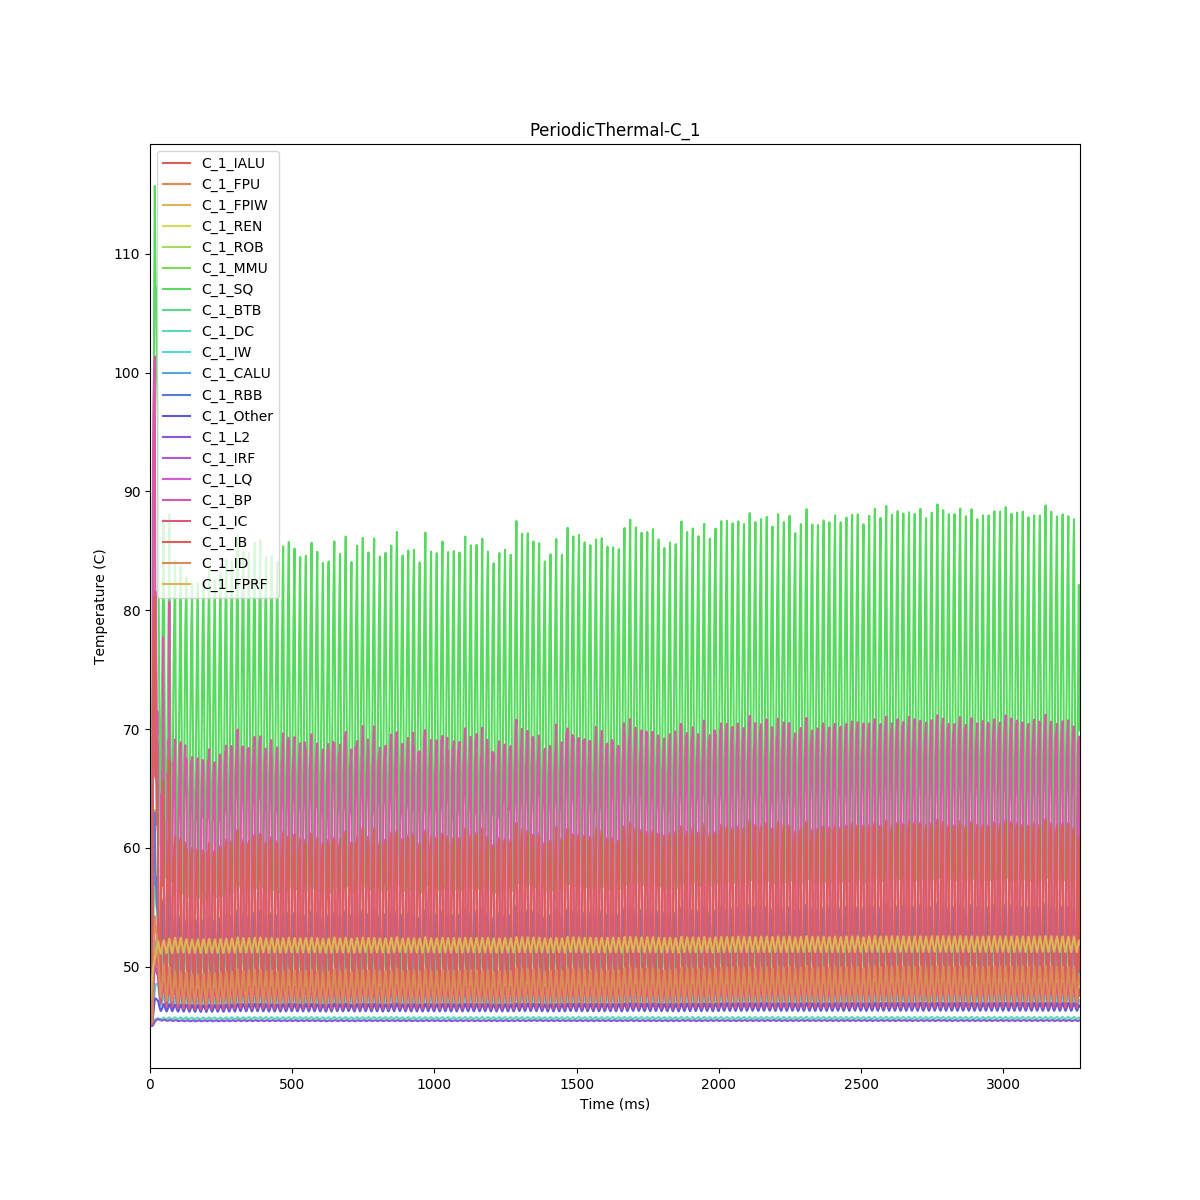 PeriodicThermal-C_1
C_1_IALU
C_1_FPU
C_1_FPIW
C_1_REN
C_1_ROB
C_1_MMU
C_1_SQ
C_1_BTB
C_1_DC
C_1_IW
C_1_CALU
C_1_RBB
C_1_Other
C_1_L2
C_1_IRF
C_1_LQ
C_1_BP
C_1_IC
C_1_IB
C_1_ID
C_1_FPRF
110
100
90
80
70
60
50
Temperature (C)
0 500 1000 1500 2000 2500 3000
Time (ms)